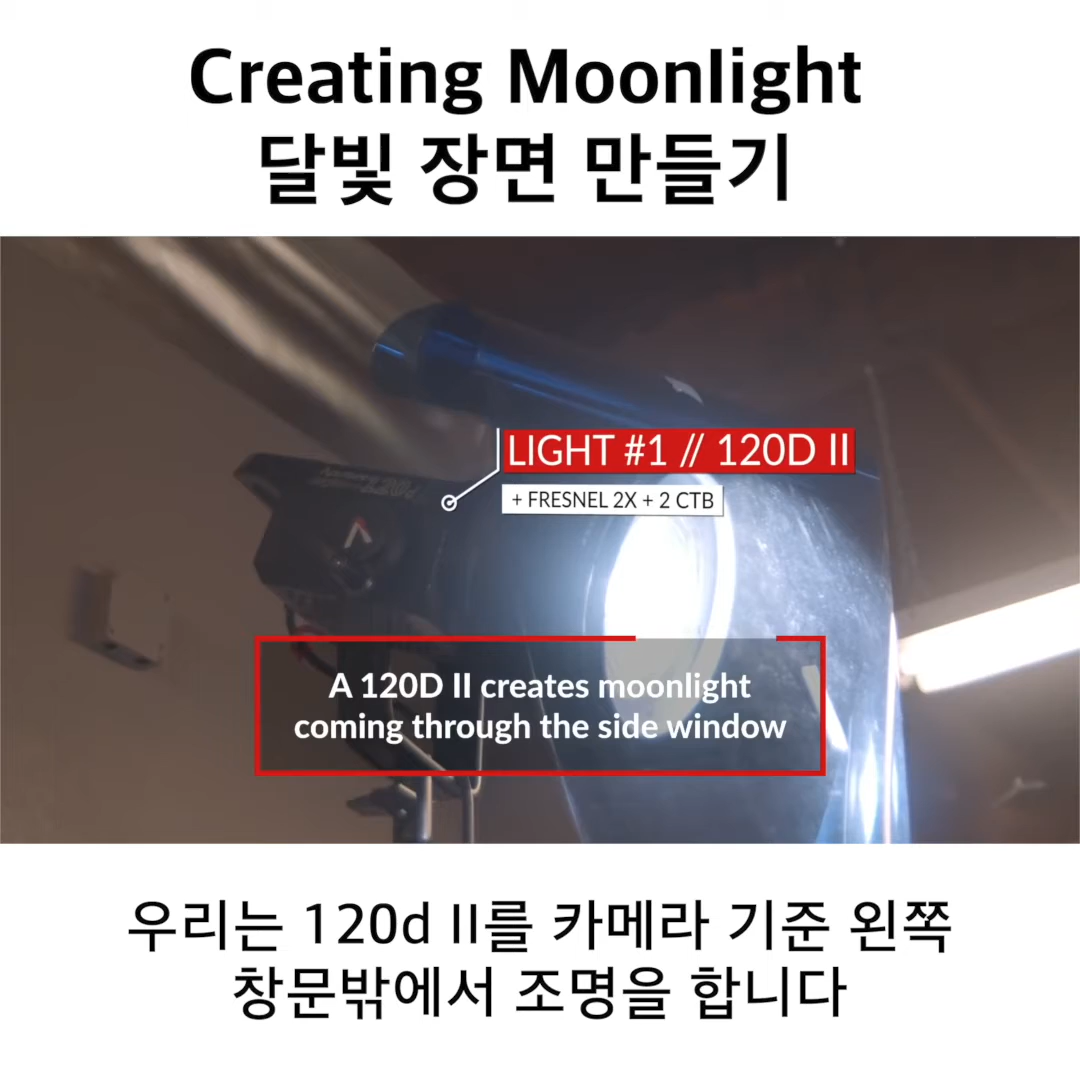 Creating Moonlight
달빛 장면 만들기
LIGHT #1 // 120D II
+ FRESNEL 2X + 2 CTB
A 120D II creates moonlight
coming through the side window
우리는 120d II를 카메라 기준 왼쪽
창문밖에서 조명을 합니다